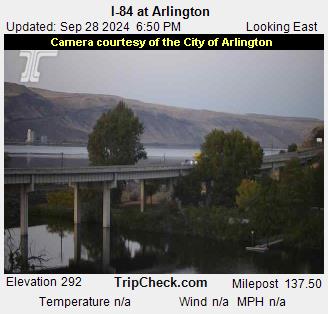 I-84 at Arlington
Updated: Sep 28 2024 6:50 PM Looking East
Camera courtesy of the City of Arlington
Elevation 292 TripCheck.com Milepost 137.50
Temperature n/a Wind n/a MPH n/a